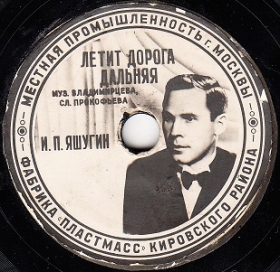 МЕСТНАЯ ПРОМЫШЛЕННОСТЬ г. МОСКВЫ
ЛЕТИТ ДОРОГА
ДАЛЬНЯЯ
МУЗ. ВЛАДИМИРЦЕВА,
СЛ. ПРОКОФЬЕВА
И. П. ЯШУГИН
ФАБРИКА „ПЛАСТМАСС" КИРОВСКОГО РАЙОНА